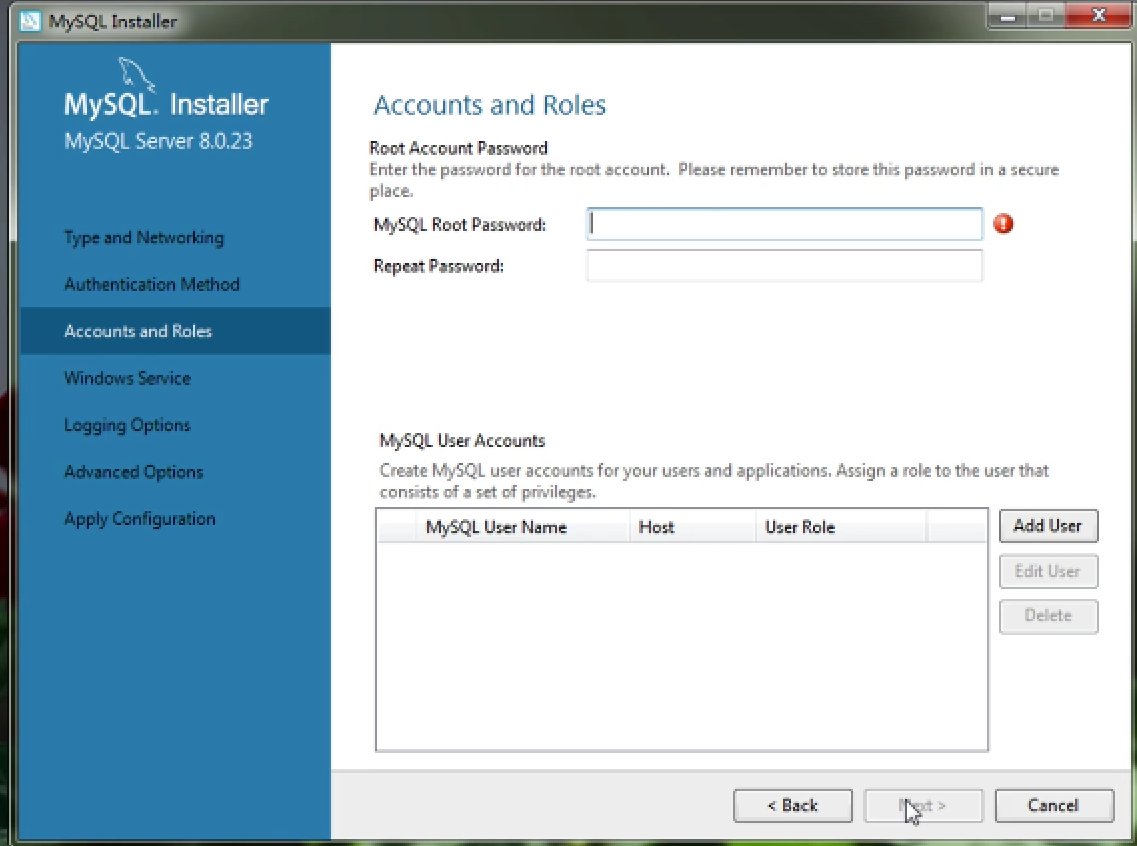 MySQL Installer
MySQL. Installer
MySQL Server 8.0.23
Type and Networking
Authentication Method
Accounts and Roles
Windows Service
Logging Options
Advanced Options
Apply Configuration
Accounts and Roles
Root Account Password
Enter the password for the root account.  Please remember to store this password in a secure
place.
MySQL Root Password:
Repeat Password:
MySQL User Accounts
Create MySQL user accounts for your users and applications. Assign a role to the user that
consists of a set of privileges.
MySQL User Name Host User Role
Add User
Edit User
Delete
< Back Next > Cancel